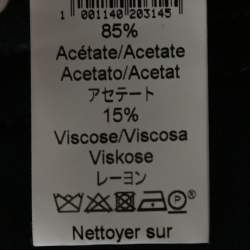 1 001140 203145
85%
Acétate/Acetate
Acetato/Acetat
アセテート
15%
Viscose/Viscosa
Viskose
レーヨン
Nettoyer sur